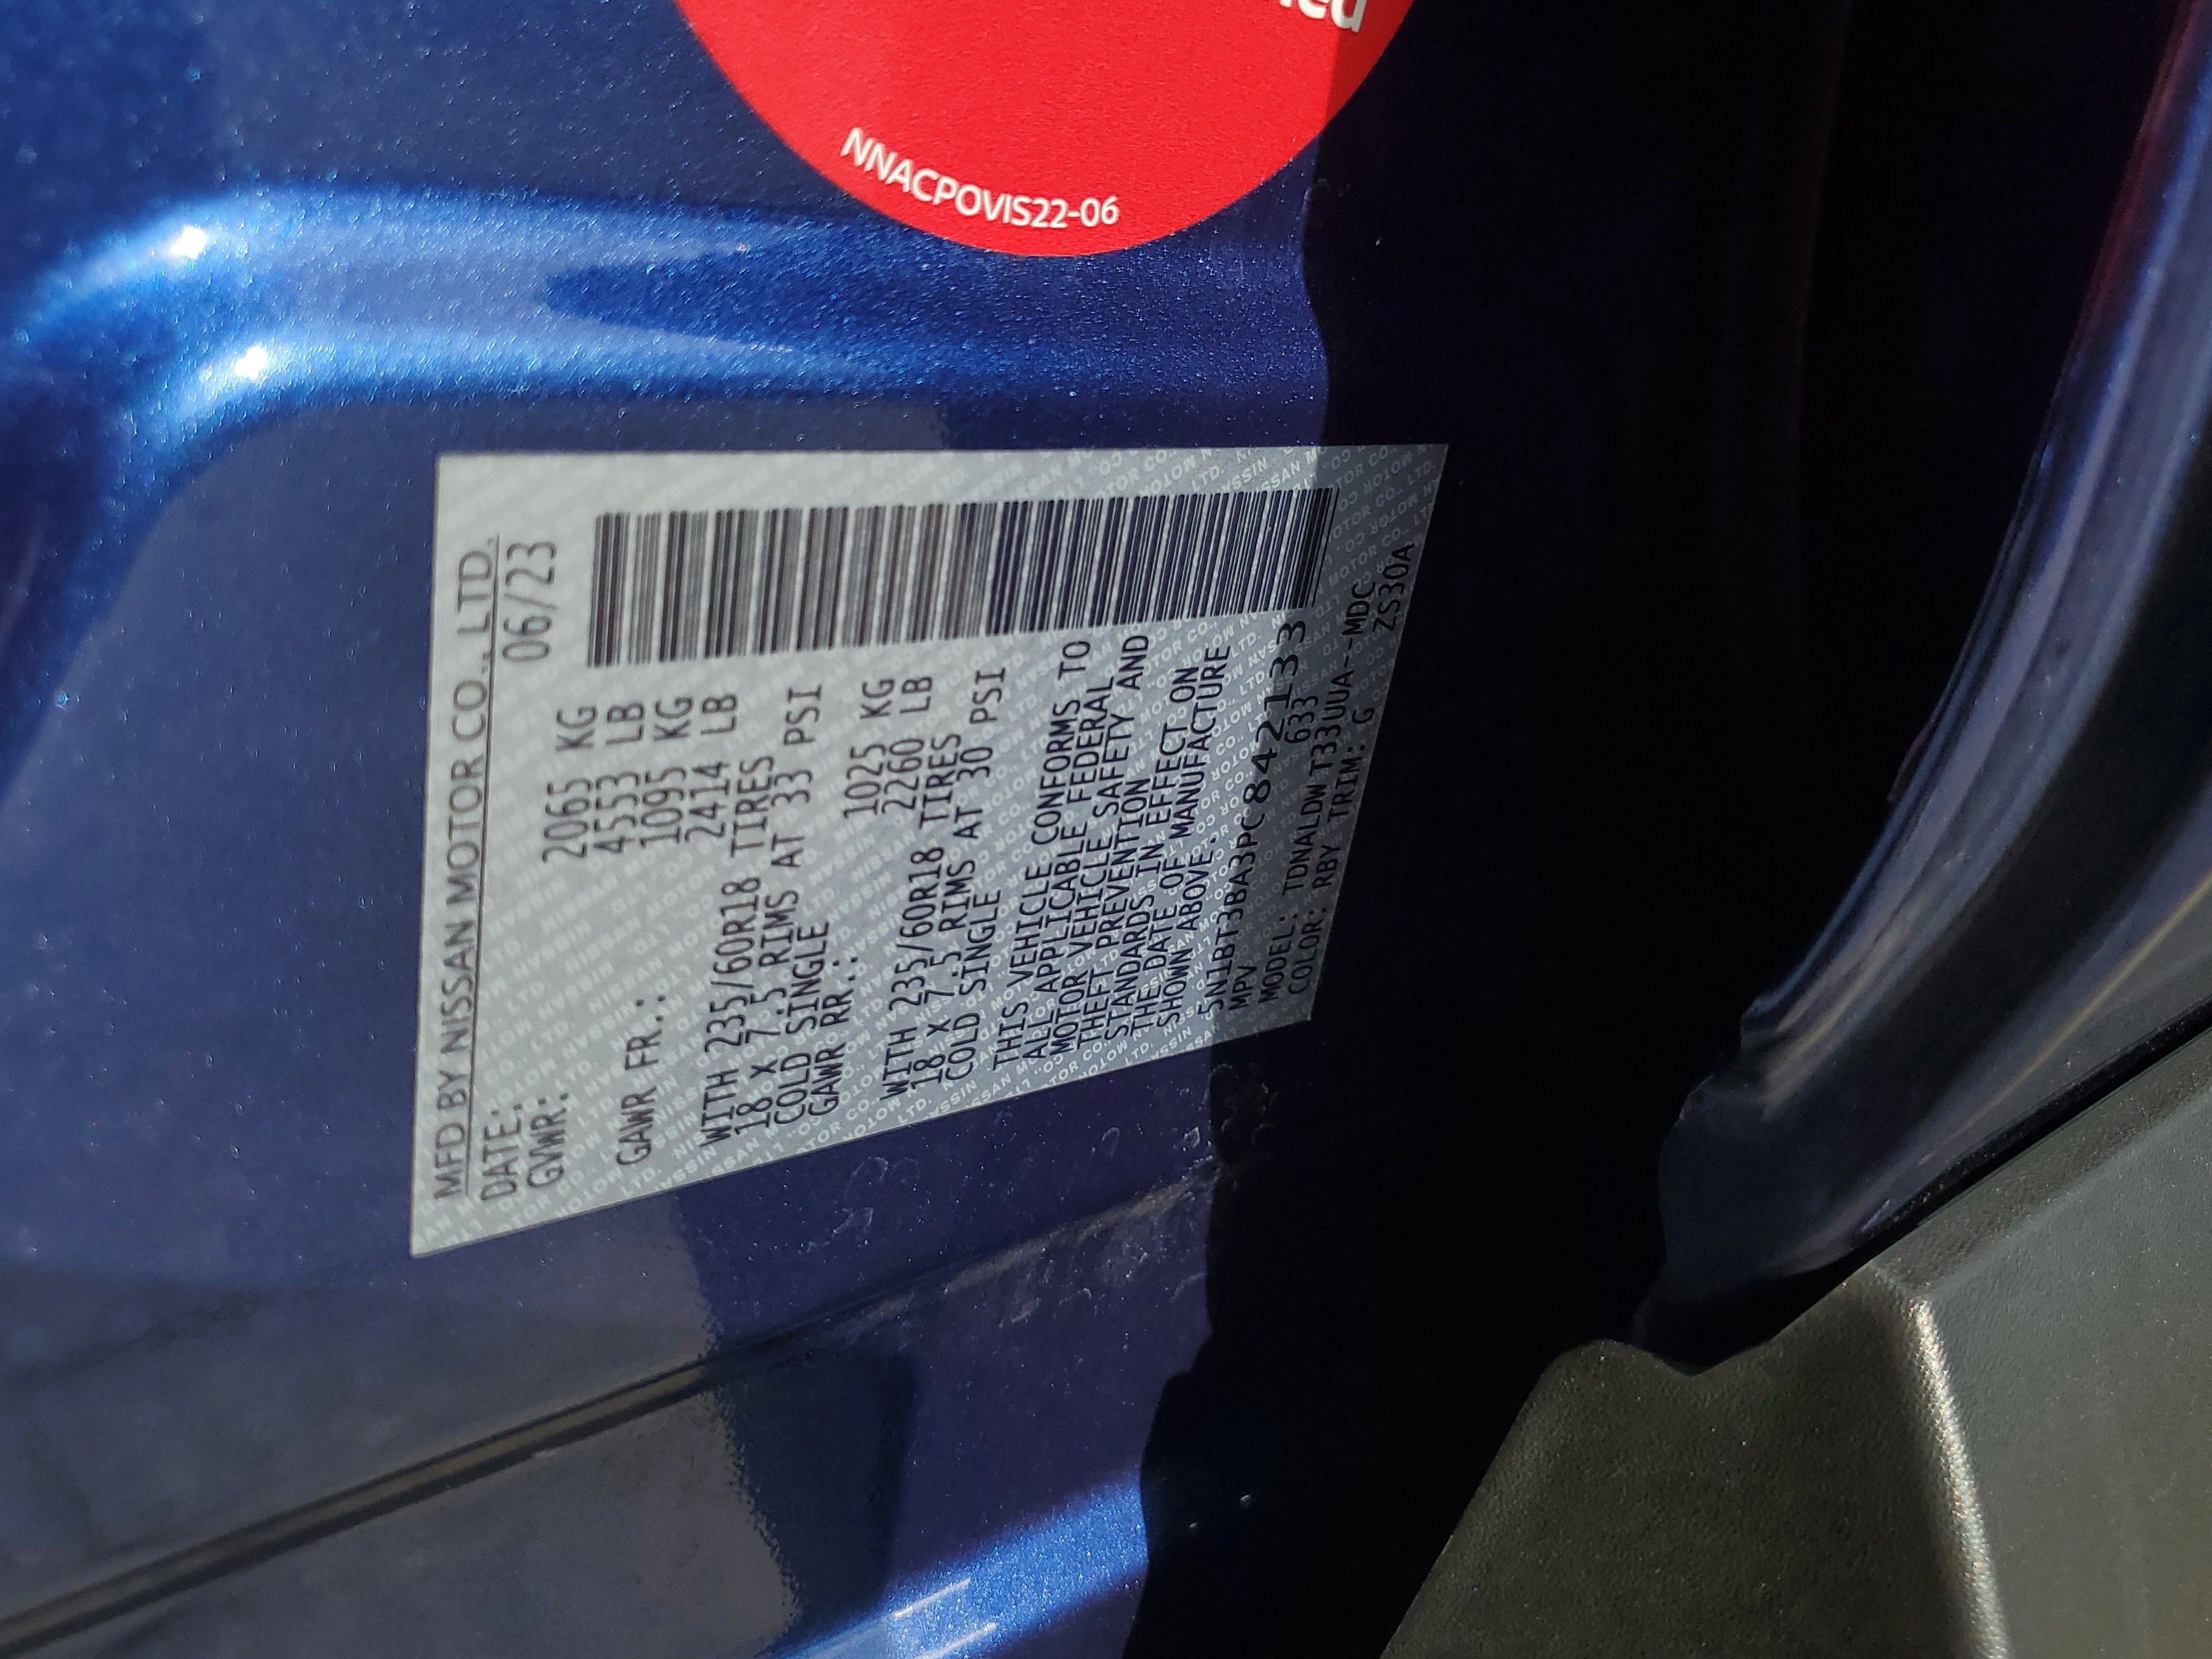 NNACPOVIS22-06
MFD BY NISSAN MOTOR CO., LTD.
DATE: 06/23
GVWR: 2065 KG
4553 LB
GAWR FR.: 1095 KG
2414 LB
WITH 235/60R18 TIRES
18 X 7.5 RIMS AT 33 PSI
COLD SINGLE
GAWR RR.: 1025 KG
2260 LB
WITH 235/60R18 TIRES
18 X 7.5 RIMS AT 30 PSI
COLD SINGLE
THIS VEHICLE CONFORMS TO
ALL APPLICABLE FEDERAL
MOTOR VEHICLE SAFETY AND
THEFT PREVENTION
STANDARDS IN EFFECT ON
THE DATE OF MANUFACTURE
SHOWN ABOVE.
5N1BT3BA3PC842133
MPV 633
MODEL: TDNALDWT33UUA--MDC
COLOR: RBY TRIM: G ZS30A